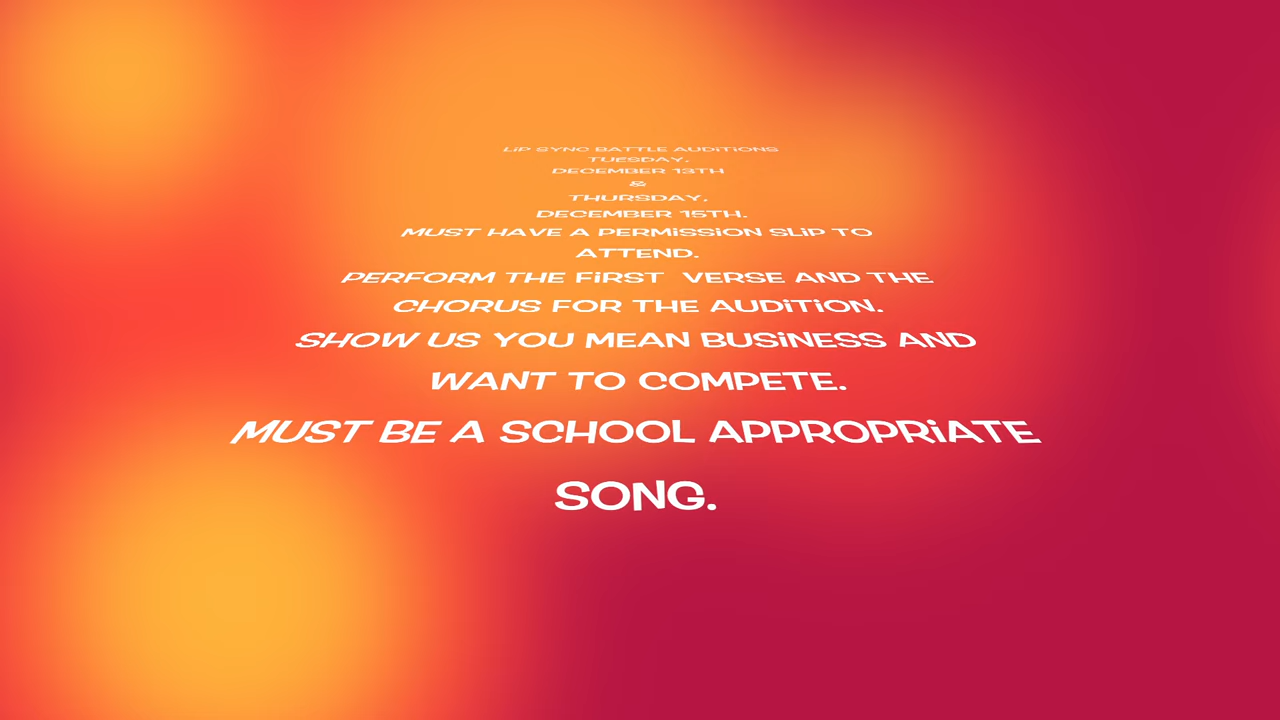 LIP SYNC BATTLE AUDITIONS
TUESDAY,
DECEMBER 13TH
&
THURSDAY,
DECEMBER 15TH.
MUST HAVE A PERMISSION SLIP TO
ATTEND.
PERFORM THE FIRST  VERSE AND THE
CHORUS FOR THE AUDITION.
SHOW US YOU MEAN BUSINESS AND
WANT TO COMPETE.
MUST BE A SCHOOL APPROPRIATE
SONG.